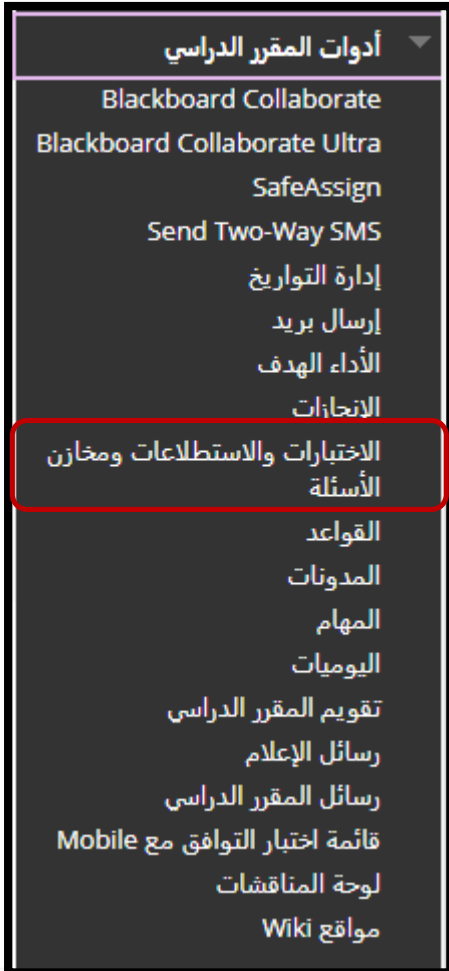 أدوات المقرر الدراسي
Blackboard Collaborate
Blackboard Collaborate Ultra
SafeAssign
Send Two-Way SMS
إدارة التواريخ
إرسال بريد
الأداء الهدف
الإنجازات
الاختبارات والاستطلاعات ومخازن
الأسئلة
القواعد
المدونات
المهام
اليوميات
تقويم المقرر الدراسي
رسائل الإعلام
رسائل المقرر الدراسي
قائمة اختبار التوافق مع Mobile
لوحة المناقشات
مواقع Wiki